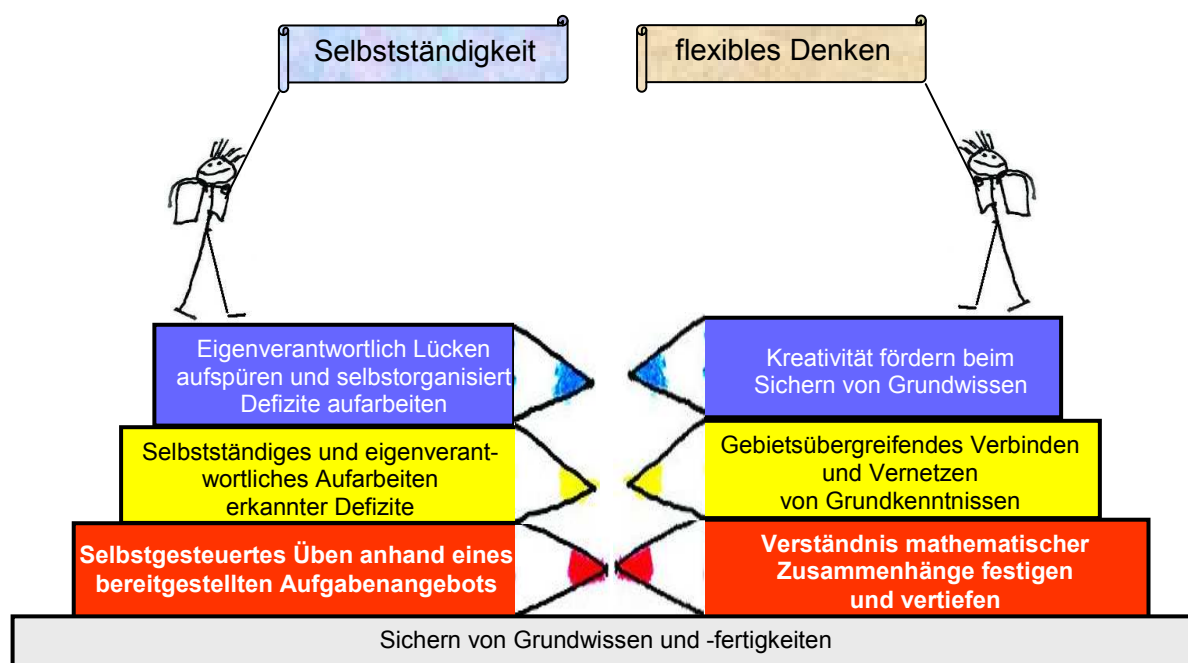 Selbstständigkeit
flexibles Denken
Eigenverantwortlich Lücken
aufspüren und selbstorganisiert
Defizite aufarbeiten
Kreativität fördern beim
Sichern von Grundwissen
Selbstständiges und eigenverant-
wortliches Aufarbeiten
erkannter Defizite
Gebietsübergreifendes Verbinden
und Vernetzen
von Grundkenntnissen
Selbstgesteuertes Üben anhand eines
bereitgestellten Aufgabenangebots
Verständnis mathematischer
Zusammenhänge festigen
und vertiefen
Sichern von Grundwissen und -fertigkeiten